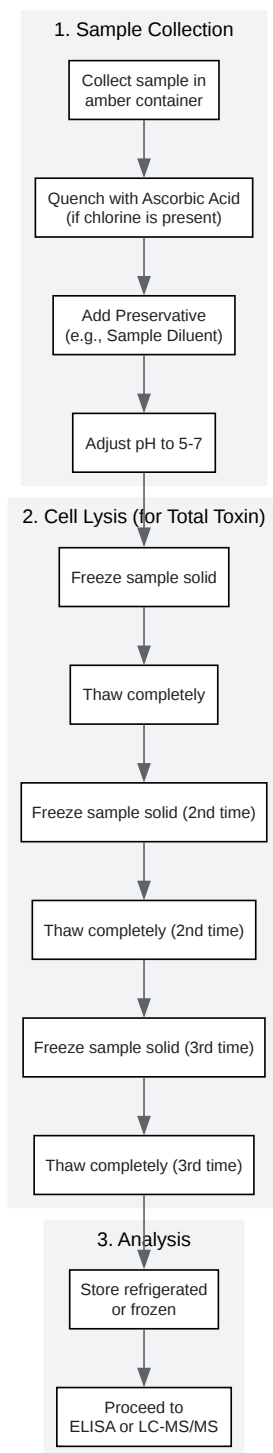 1. Sample Collection
Collect sample in
amber container
Quench with Ascorbic Acid
(if chlorine is present)
Add Preservative
(e.g., Sample Diluent)
Adjust pH to 5-7
2. Cell Lysis (for Total Toxin)
Freeze sample solid
Thaw completely
Freeze sample solid (2nd time)
Thaw completely (2nd time)
Freeze sample solid (3rd time)
Thaw completely (3rd time)
3. Analysis
Store refrigerated
or frozen
Proceed to
ELISA or LC-MS/MS